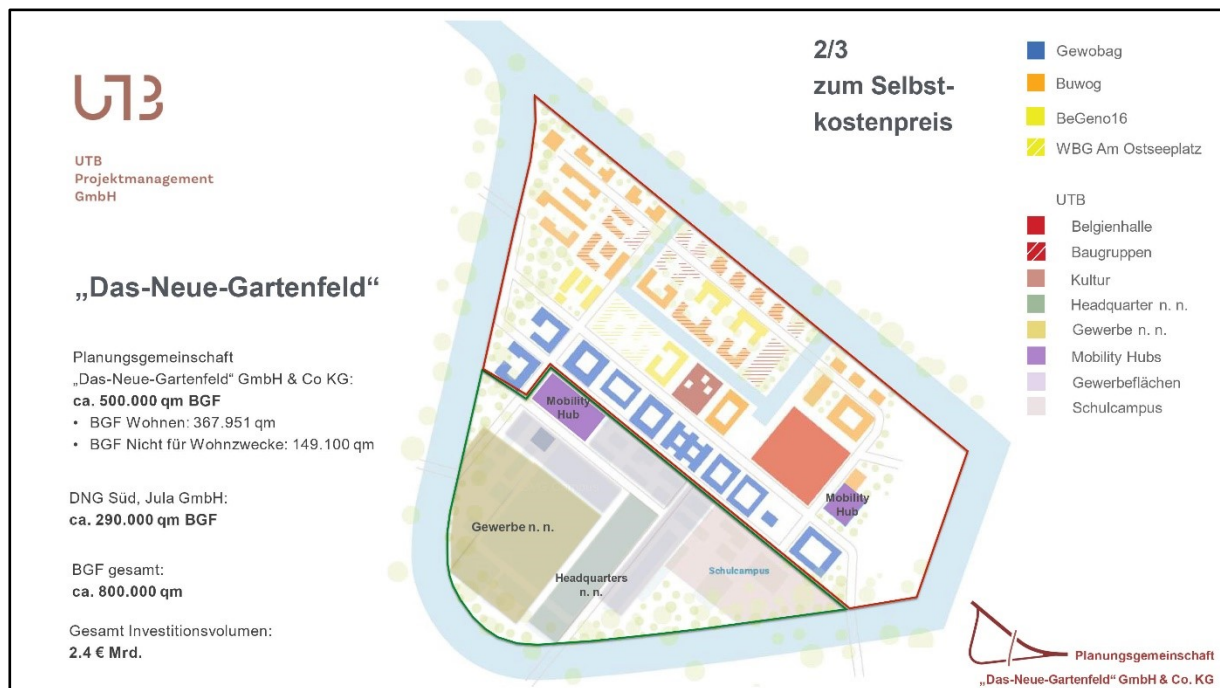 UTB
UTB
Projektmanagement
GmbH
„Das-Neue-Gartenfeld“
Planungsgemeinschaft
„Das-Neue-Gartenfeld“ GmbH & Co KG:
ca. 500.000 qm BGF
• BGF Wohnen: 367.951 qm
• BGF Nicht für Wohnzwecke: 149.100 qm
DNG Süd, Jula GmbH:
ca. 290.000 qm BGF
BGF gesamt:
ca. 800.000 qm
Gesamt Investitionsvolumen:
2.4 € Mrd.
2/3
zum Selbst-
kostenpreis
Mobility
Hub
Mobility
Hub
Gewerbe n. n.
Headquarters
n. n.
Schulcampus
Gewobag
Buwog
BeGeno16
WBG Am Ostseeplatz
UTB
Belgienhalle
Baugruppen
Kultur
Headquarter n. n.
Gewerbe n. n.
Mobility Hubs
Gewerbeflächen
Schulcampus
Planungsgemeinschaft
„Das-Neue-Gartenfeld“ GmbH & Co. KG